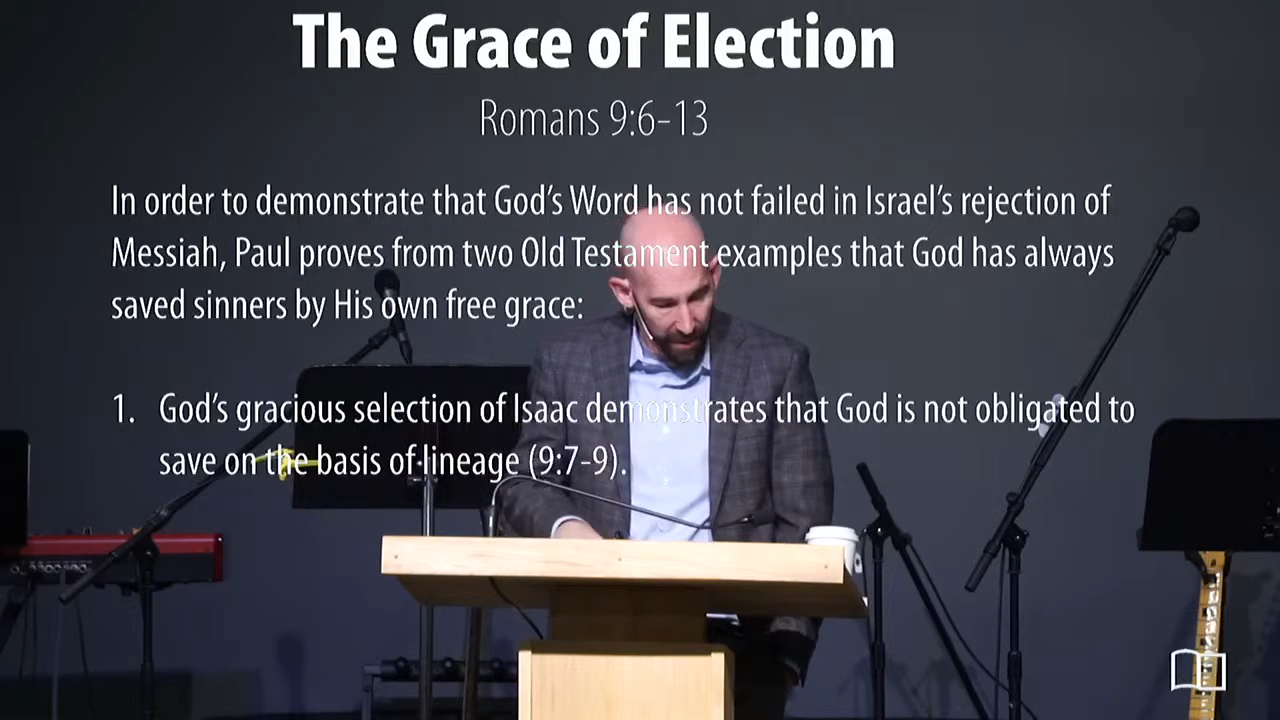 The Grace of Election
Romans 9:6-13
In order to demonstrate that God's Word has not failed in Israel's rejection of
Messiah, Paul proves from two Old Testament examples that God has always
saved sinners by His own free grace:
1. God's gracious selection of Isaac demonstrates that God is not obligated to
save on the basis of lineage (9:7-9).